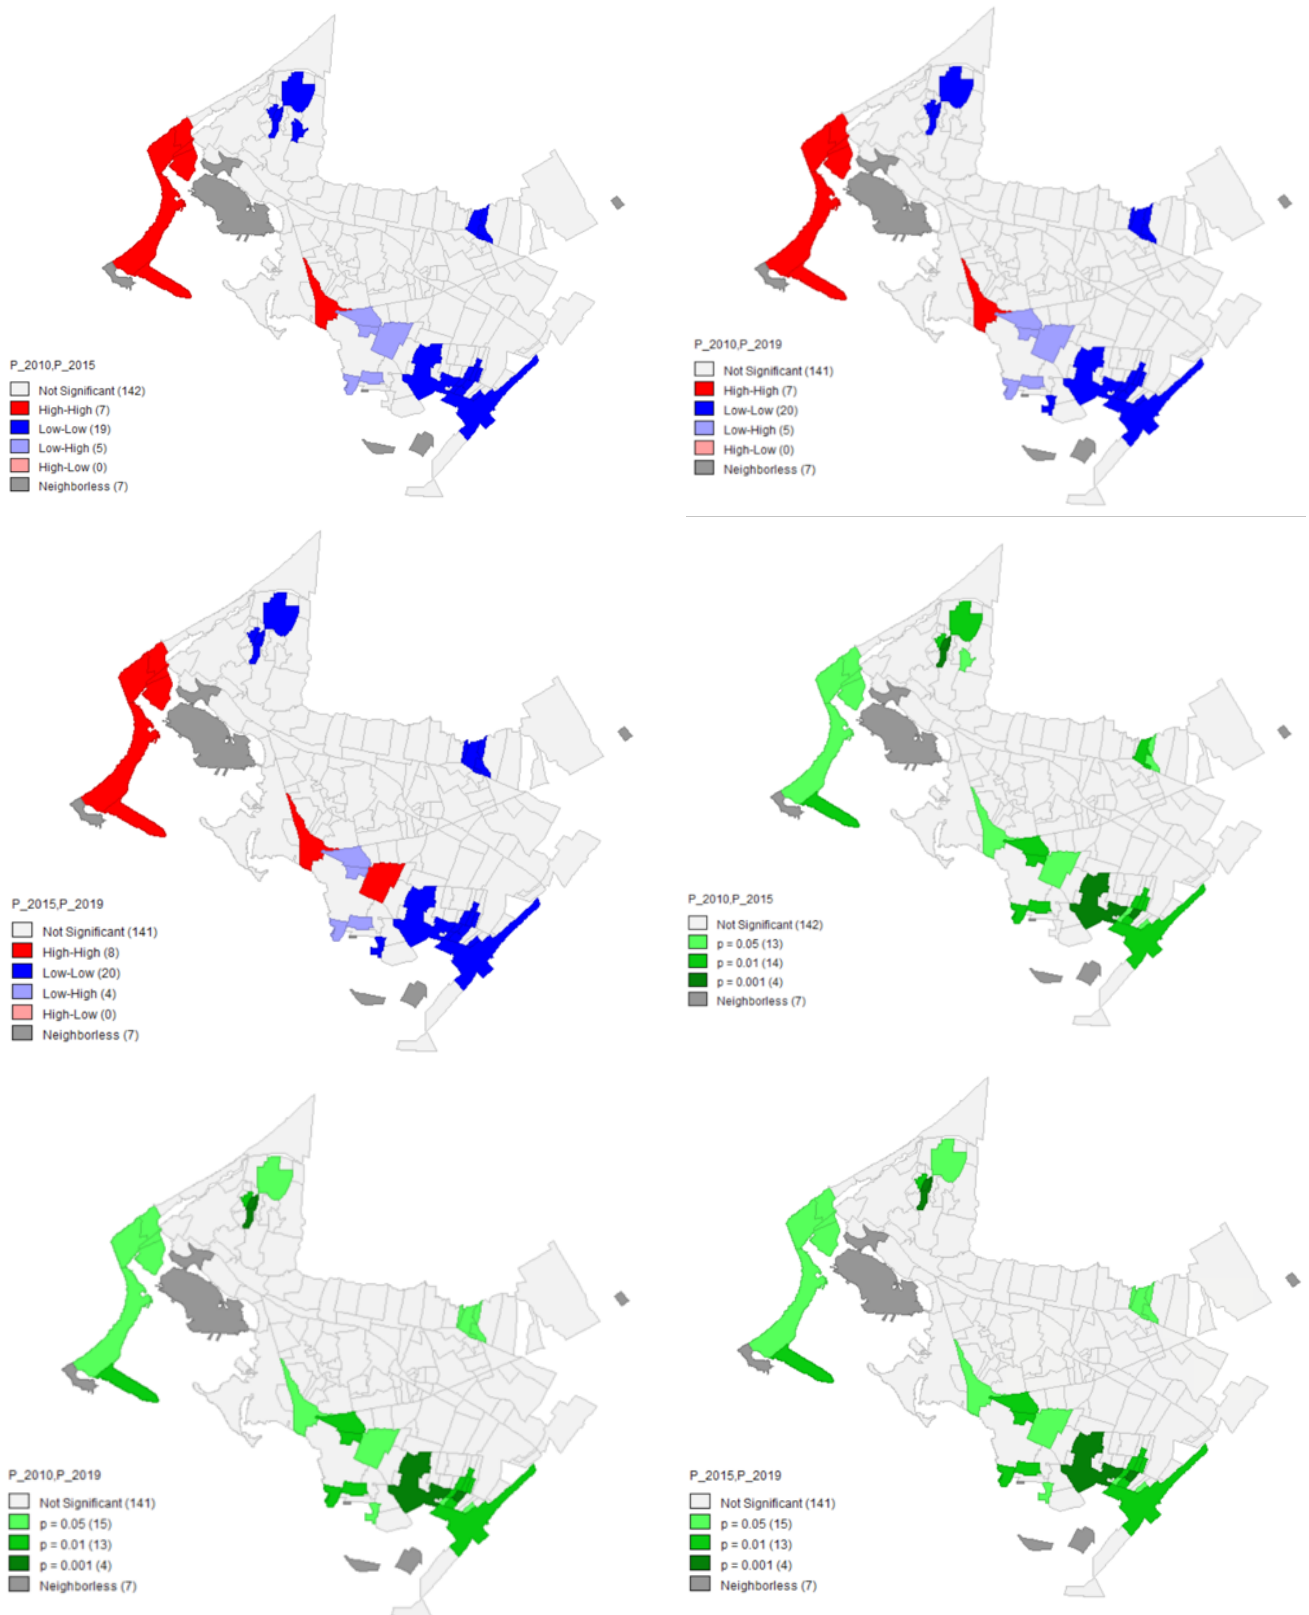 P_2010,P_2015
Not Significant (142)
High-High (7)
Low-Low (19)
Low-High (5)
High-Low (0)
Neighborless (7)
P_2010,P_2019
Not Significant (141)
High-High (7)
Low-Low (20)
Low-High (5)
High-Low (0)
Neighborless (7)
P_2015,P_2019
Not Significant (141)
High-High (8)
Low-Low (20)
Low-High (4)
High-Low (0)
Neighborless (7)
P_2010,P_2015
Not Significant (142)
p = 0.05 (13)
p = 0.01 (14)
p = 0.001 (4)
Neighborless (7)
P_2010,P_2019
Not Significant (141)
p = 0.05 (15)
p = 0.01 (13)
p = 0.001 (4)
Neighborless (7)
P_2015,P_2019
Not Significant (141)
p = 0.05 (15)
p = 0.01 (13)
p = 0.001 (4)
Neighborless (7)